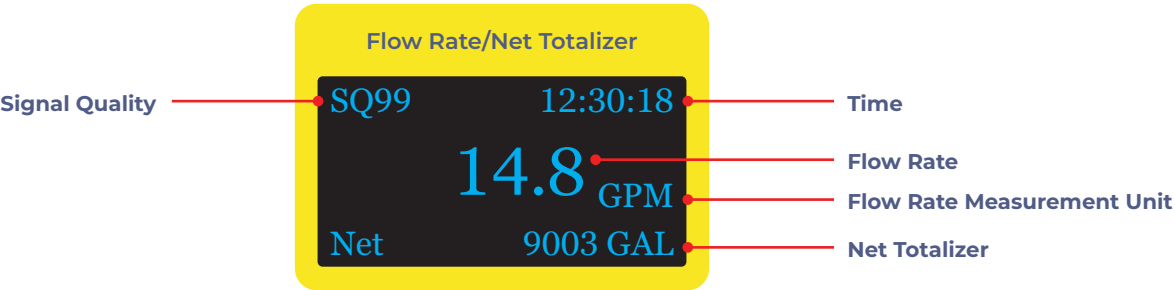 Flow Rate/Net Totalizer
Signal Quality
SQ99 12:30:18
Time
14.8
Flow Rate
GPM
Flow Rate Measurement Unit
Net 9003 GAL
Net Totalizer